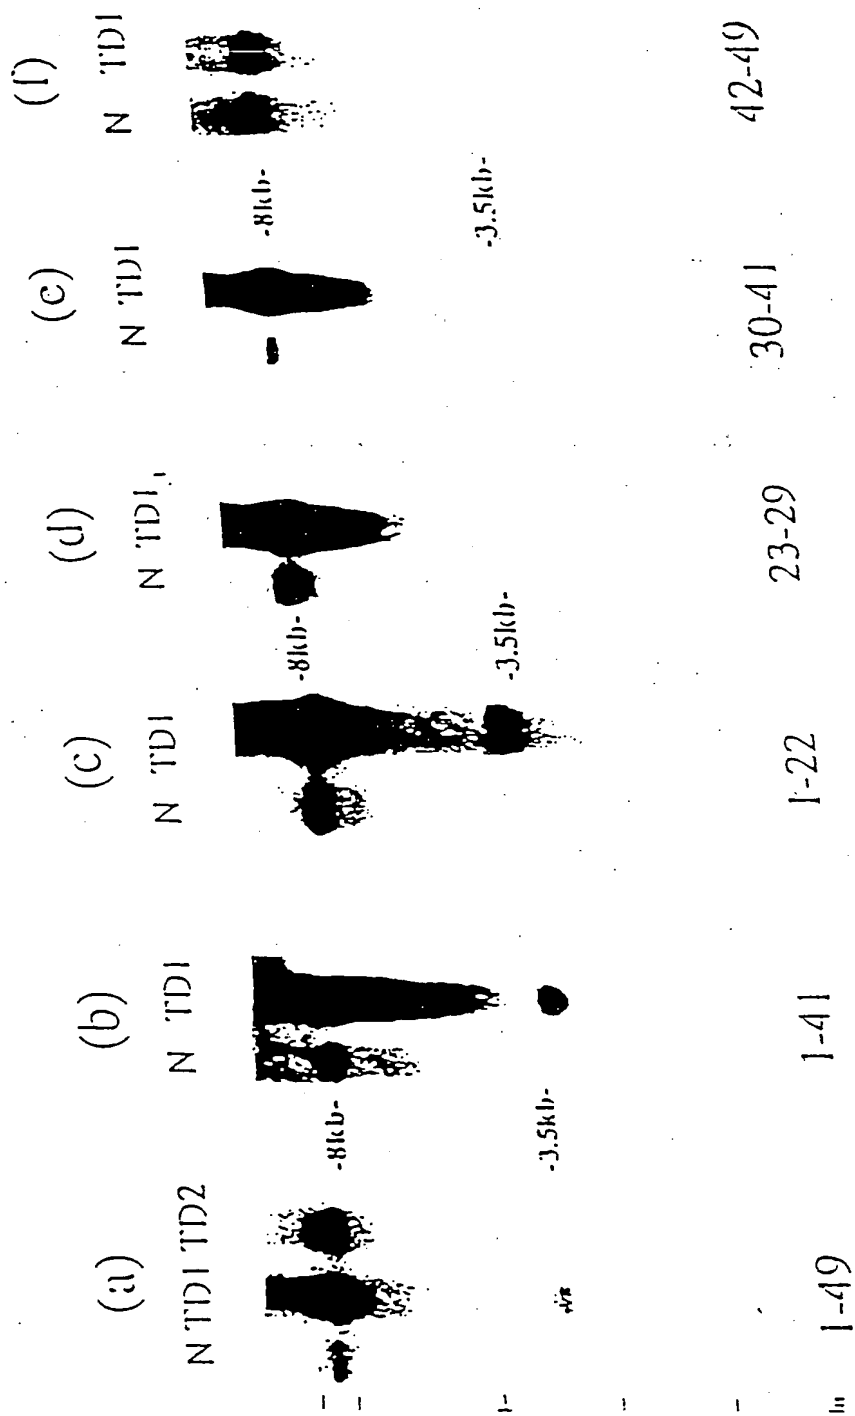 (a) (b) (c) (d) (e) (f)
N TD1 TD2 N TD1 N TD1 N TD1 N TD1 N TD1
-8kb- -8kb- -8kb-
-3.5kb- -3.5kb- -3.5kb-
1-49 1-41 1-22 23-29 30-41 42-49